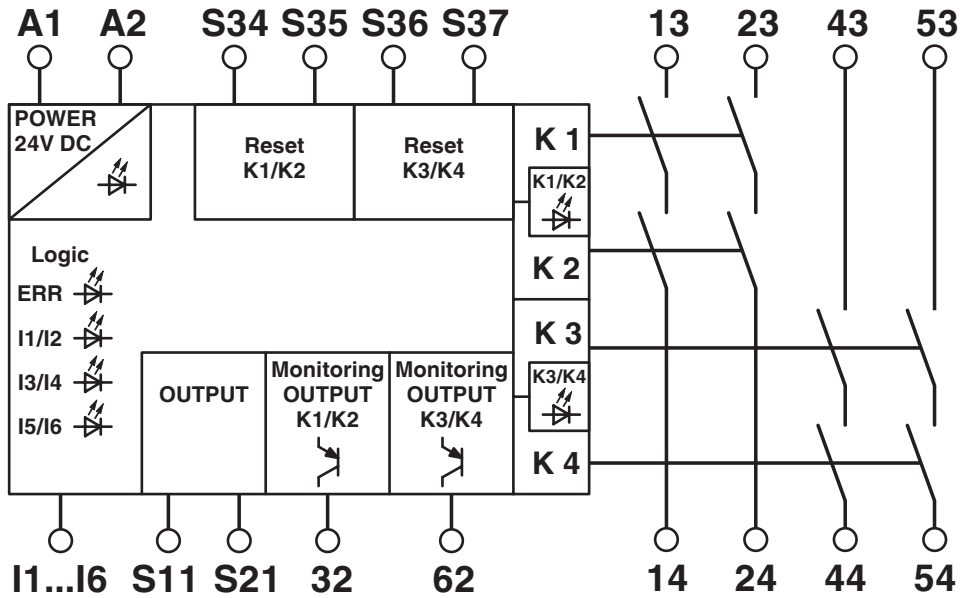 A1 A2 S34 S35 S36 S37 13 23 43 53
POWER
24V DC
Reset
K1/K2
Reset
K3/K4
K 1
K1/K2
K 2
Logic
ERR
I1/I2
I3/I4
I5/I6
OUTPUT
Monitoring
OUTPUT
K1/K2
Monitoring
OUTPUT
K3/K4
K 3
K3/K4
K 4
I1...I6 S11 S21 32 62 14 24 44 54